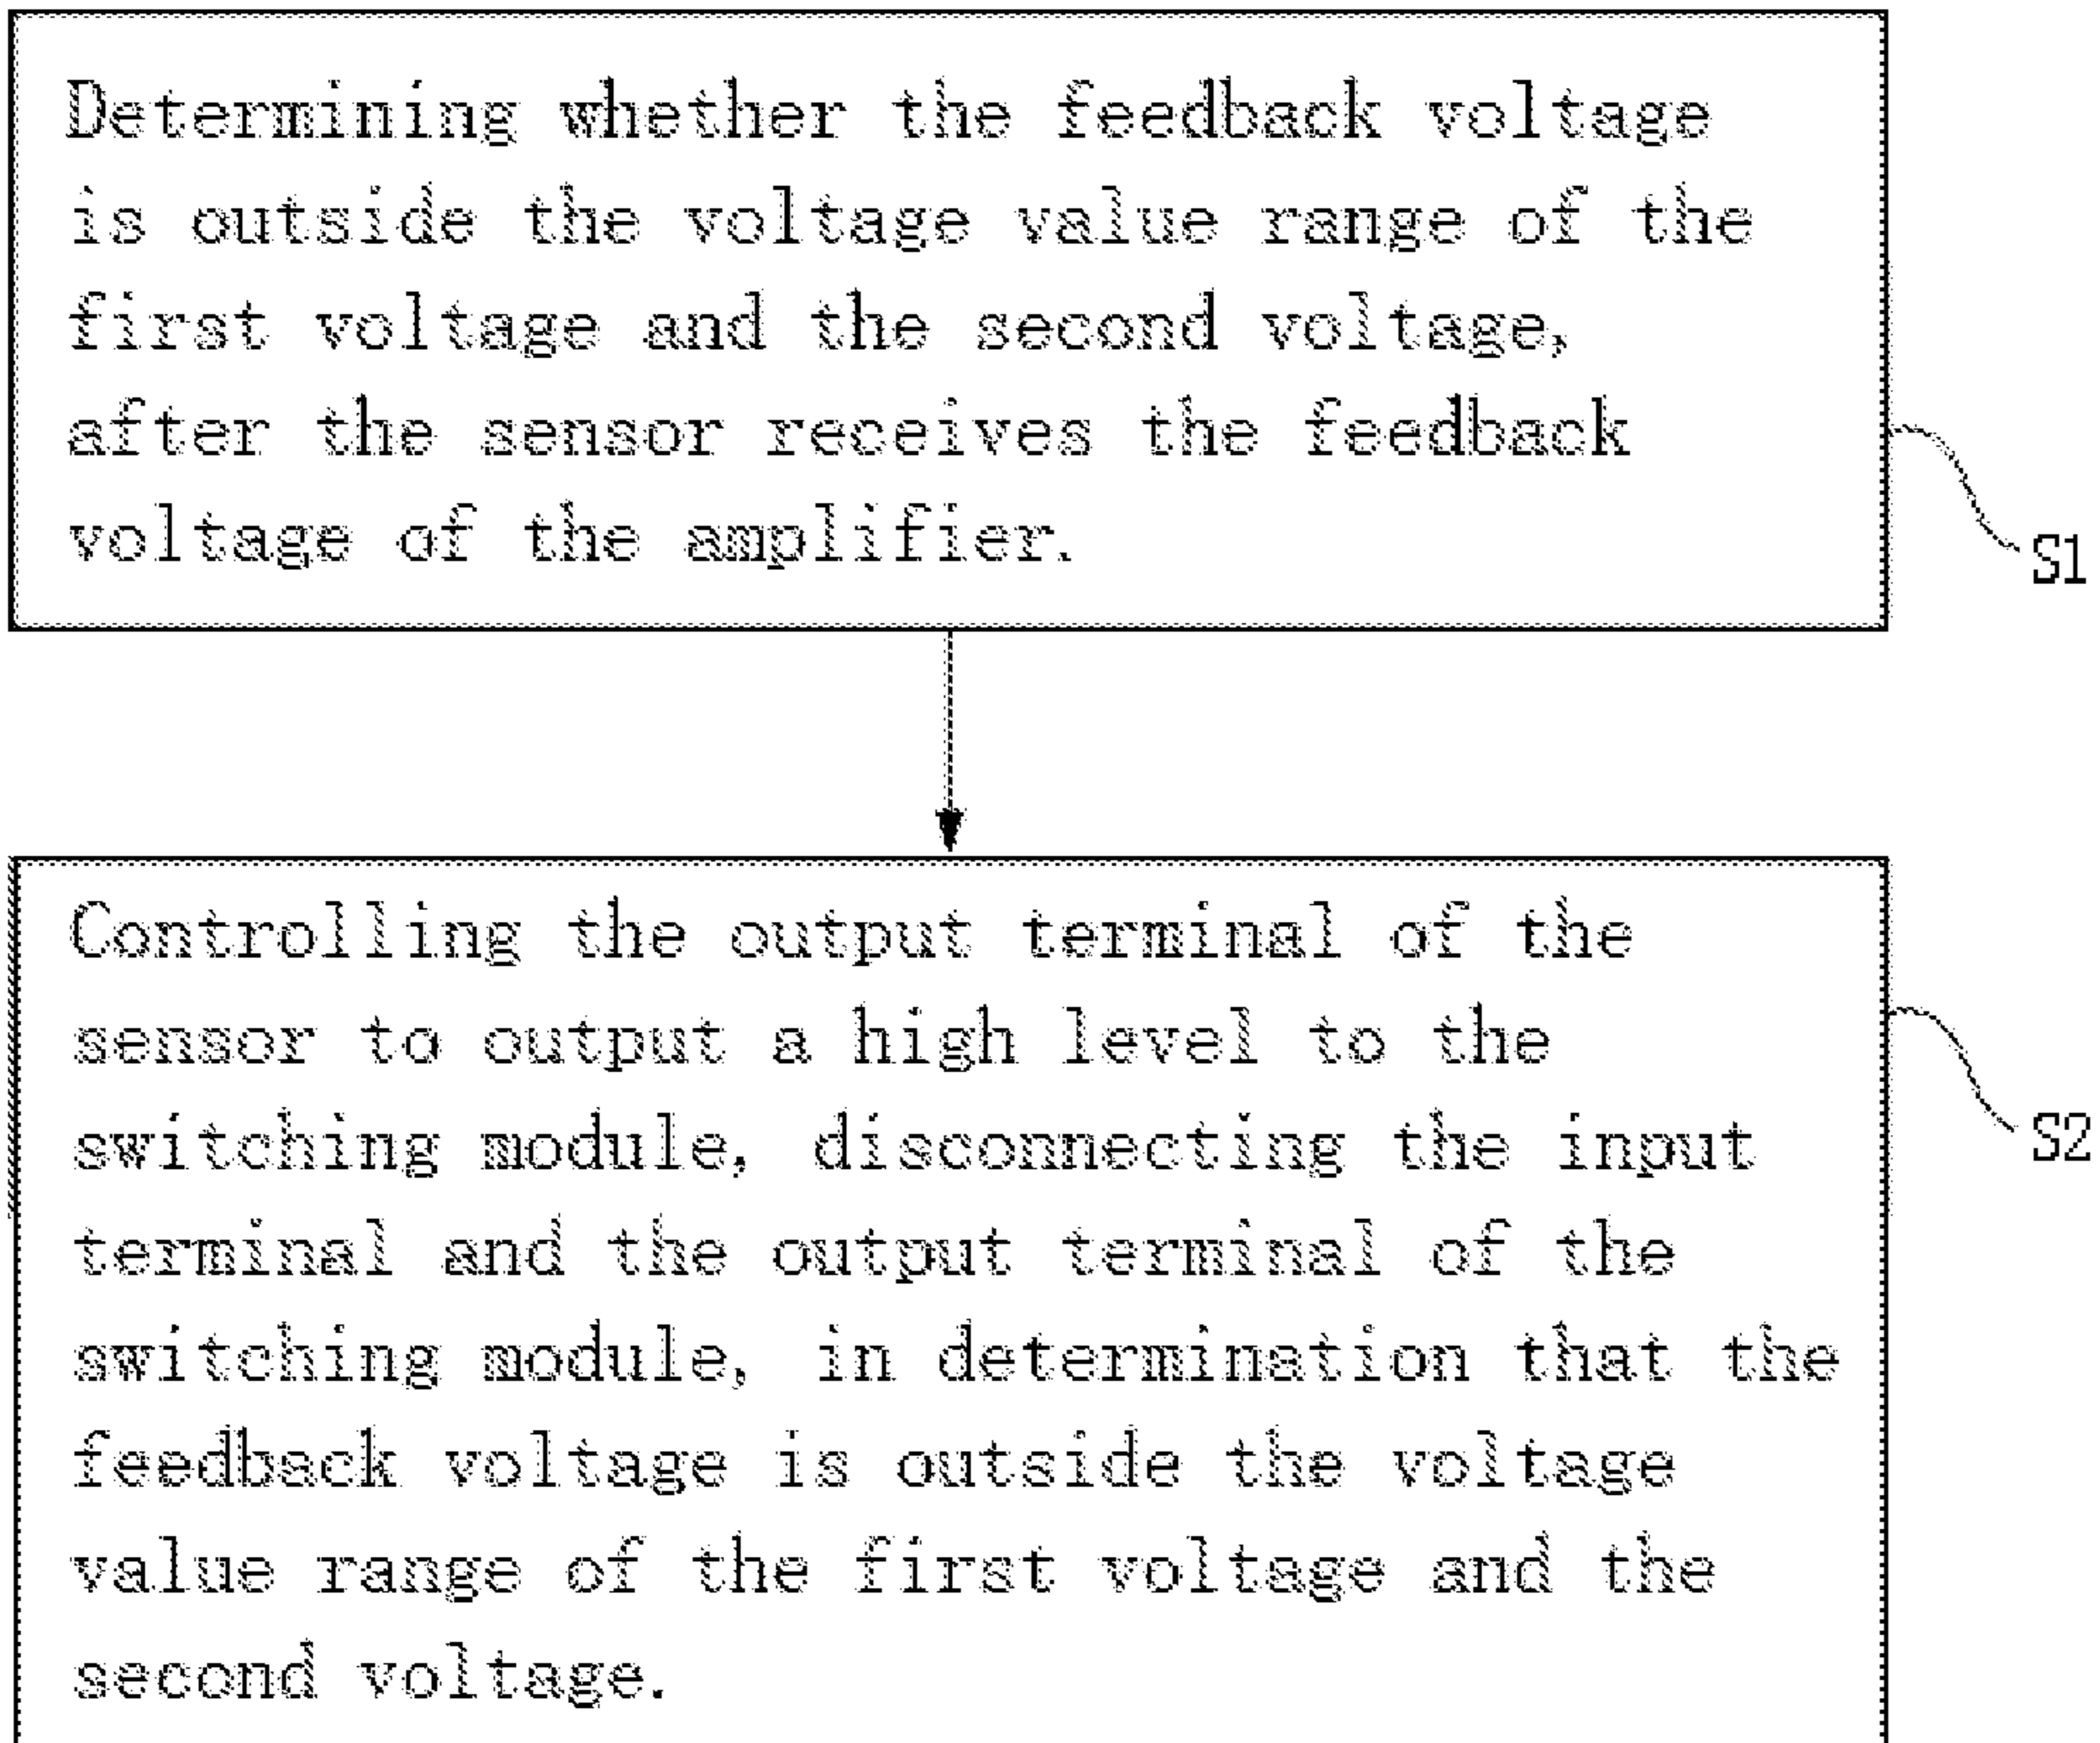 Determining whether the feedback voltage
is outside the voltage value range of the
first voltage and the second voltage,
after the sensor receives the feedback
voltage of the amplifier.
S1
Controlling the output terminal of the
sensor to output a high level to the
switching module, disconnecting the input
terminal and the output terminal of the
switching module, in determination that the
feedback voltage is outside the voltage
value range of the first voltage and the
second voltage.
S2